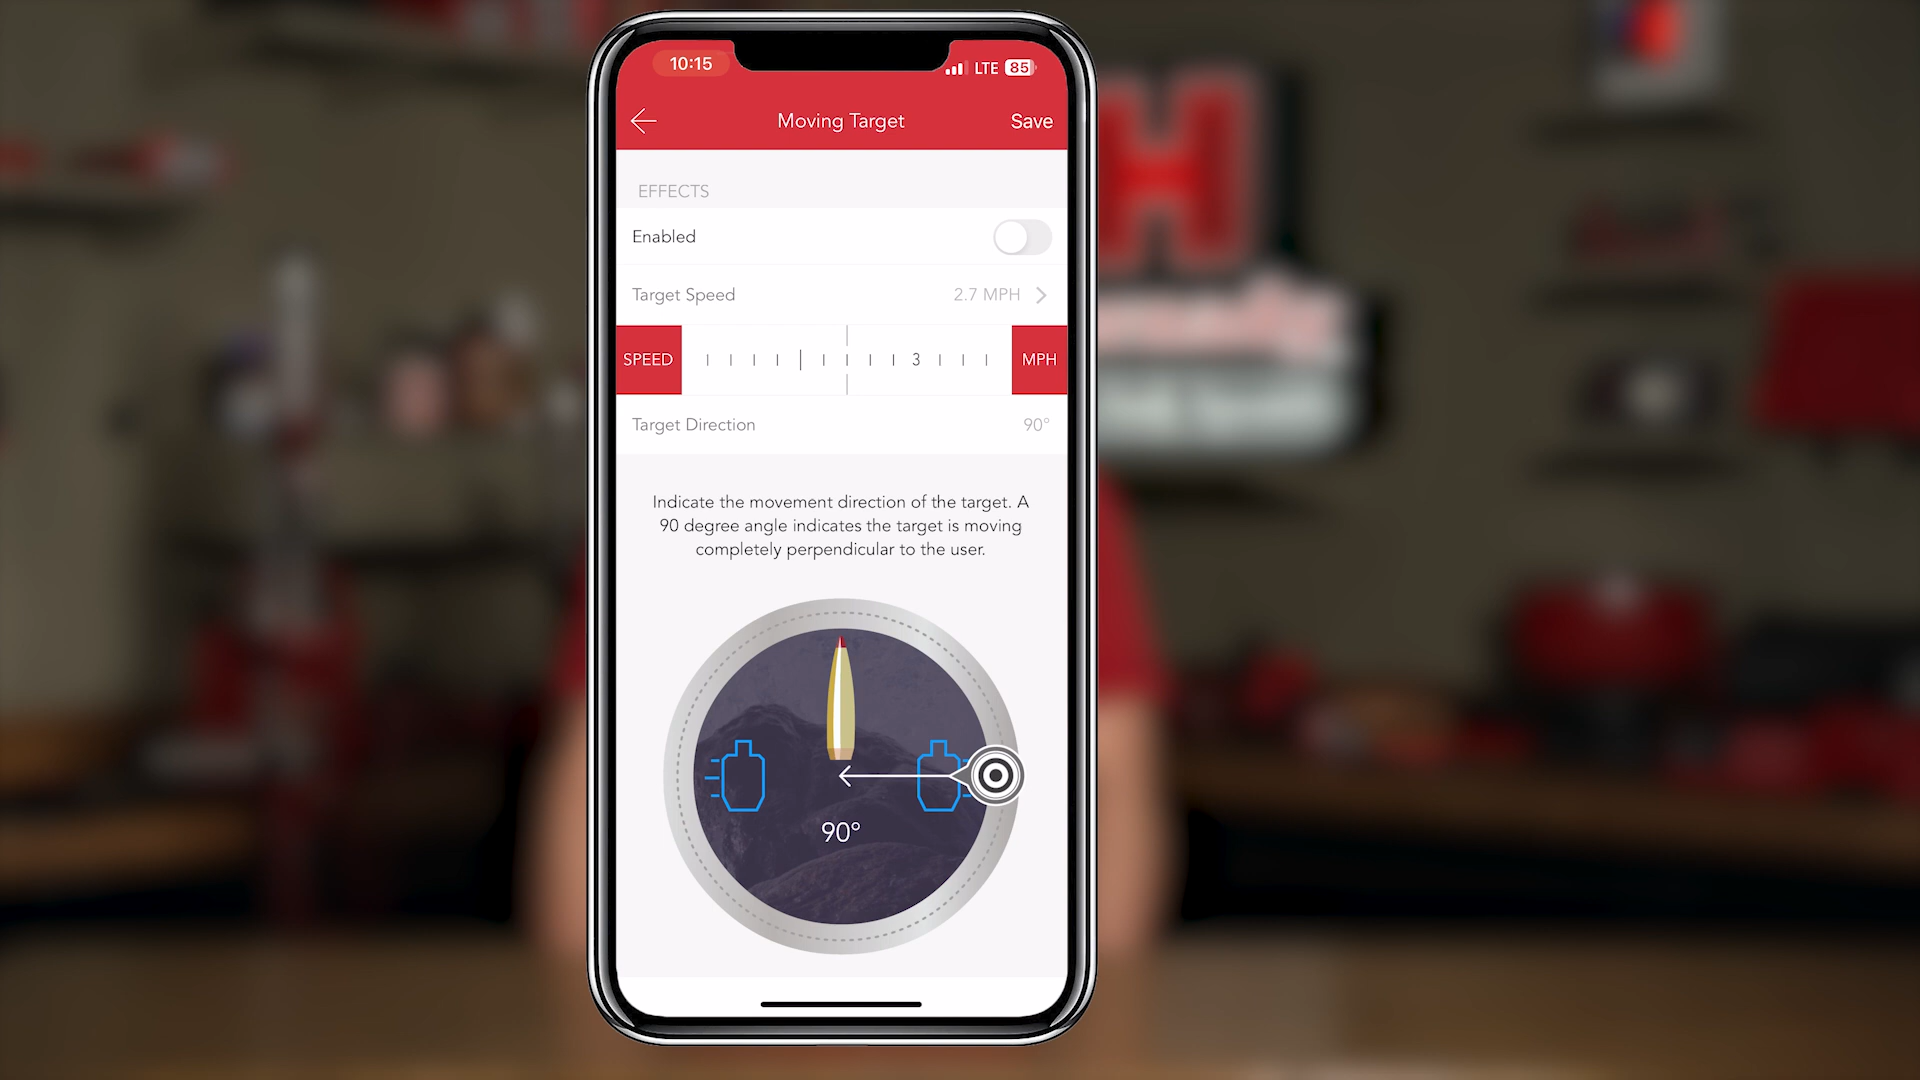 10:15
LTE 85
Moving Target
Save
EFFECTS
Enabled
Target Speed
2.7 MPH
SPEED
3
MPH
Target Direction
90°
Indicate the movement direction of the target. A
90 degree angle indicates the target is moving
completely perpendicular to the user.
90°
H